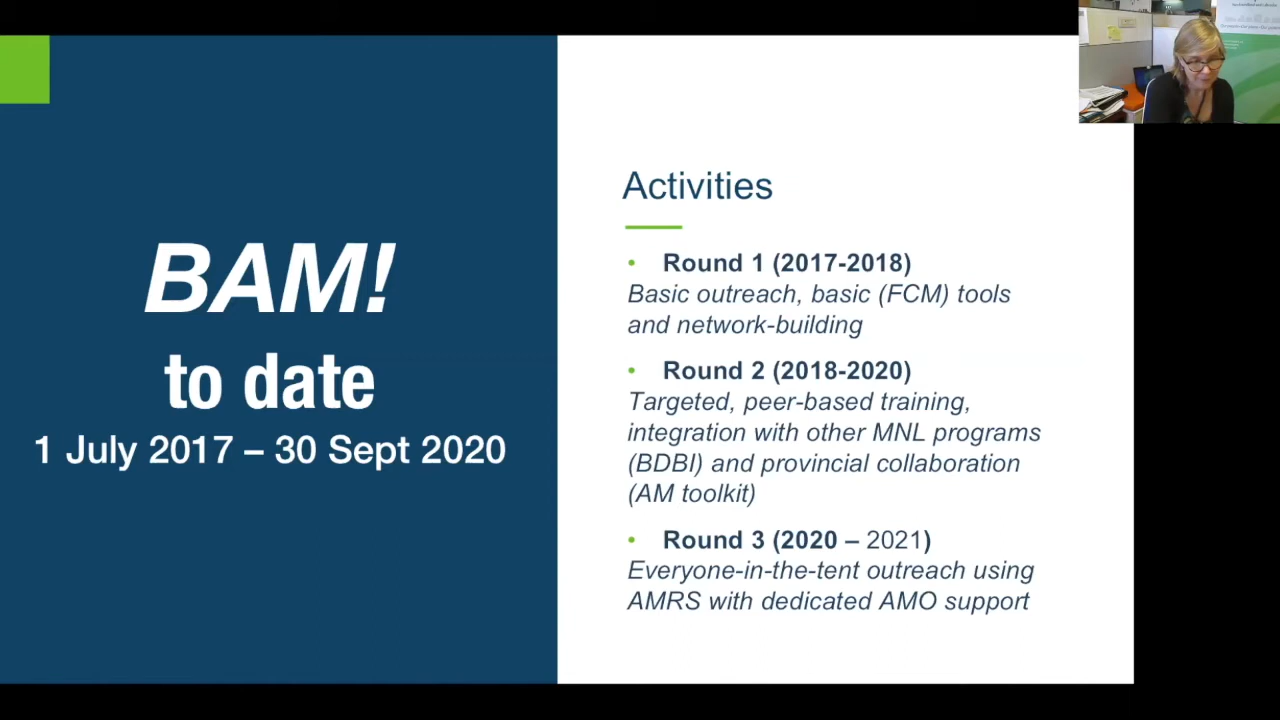 BAM!
to date
1 July 2017 – 30 Sept 2020
Activities
• Round 1 (2017-2018)
Basic outreach, basic (FCM) tools
and network-building
• Round 2 (2018-2020)
Targeted, peer-based training,
integration with other MNL programs
(BDBI) and provincial collaboration
(AM toolkit)
• Round 3 (2020 – 2021)
Everyone-in-the-tent outreach using
AMRS with dedicated AMO support